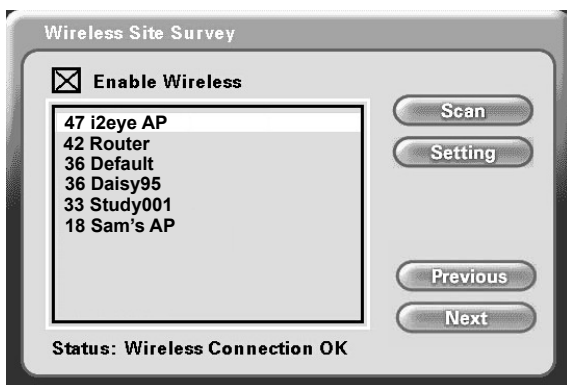 Wireless Site Survey
Enable Wireless
47 i2eye AP
42 Router
36 Default
36 Daisy95
33 Study001
18 Sam's AP
Scan
Setting
Previous
Next
Status: Wireless Connection OK